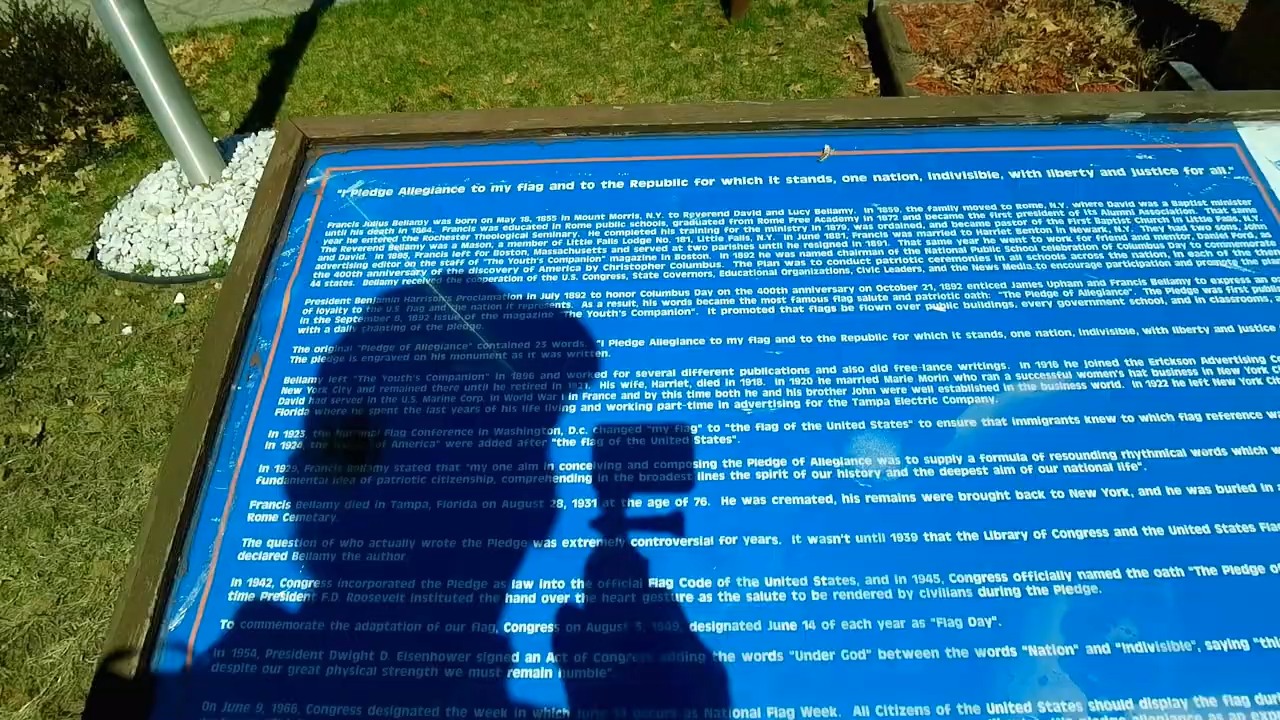 "I Pledge Allegiance to my flag and to the Republic for which it stands, one nation, indivisible, with liberty and justice for all."
Francis Julius Bellamy was born on May 18, 1855 in Mount Morris, N.Y. to Reverend David and Lucy Bellamy. In 1859, the family moved to Rome, N.Y. where David was a Baptist minister
until his death in 1864. Francis was educated in Rome public schools, graduated from Rome Free Academy in 1872 and became the first president of its Alumni Association. That same
year he entered the Rochester Theological Seminary. He completed his training for the ministry in 1879, was ordained, and became pastor of the First Baptist Church in Little Falls, N.Y.
The Reverend Bellamy was a Mason, a member of Little Falls Lodge No. 181, Little Falls, N.Y. In June 1881, Francis was married to Harriet Benton in Newark, N.Y. They had two sons, John
and David. In 1885, Francis left for Boston, Massachusetts and served at two parishes until he resigned in 1891. That same year he went to work for friend and mentor, Daniel Ford, as
advertising editor on the staff of "The Youth's Companion" magazine in Boston. In 1892 he was named chairman of the National Public School celebration of Columbus Day to commemorate
the 400th anniversary of the discovery of America by Christopher Columbus. The Plan was to conduct patriotic ceremonies in all schools across the nation, in each of the then
44 states. Bellamy received the cooperation of the U.S. Congress, State Governors, Educational Organizations, Civic Leaders, and the News Media to encourage participation and promote the
President Benjamin Harrisons Proclamation in July 1892 to honor Columbus Day on the 400th anniversary on October 21, 1892 enticed James Upham and Francis Bellamy to express an
of loyalty to the U.S. flag and the nation it represents. As a result, his words became the most famous flag salute and patriotic oath: "The Pledge of Allegiance". The Pledge was first
in the September 8, 1892 issue of the magazine "The Youth's Companion". It promoted that flags be flown over public buildings, every government school, and in classrooms,
with a daily chanting of the pledge.
The original "Pledge of Allegiance" contained 23 words. "I Pledge Allegiance to my flag and to the Republic for which it stands, one nation, indivisible, with liberty and justice
The pledge is engraved on his monument as it was written.
Bellamy left "The Youth's Companion" in 1896 and worked for several different publications and also did free-lance writings. In 1916 he joined the Erickson Advertising
New York City and remained there until he retired in 1921. His wife, Harriet, died in 1918. In 1920 he married Marie Morin who ran a successful women's hat business in New York
David had served in the U.S. Marine Corp. in World War I in France and by this time both he and his brother John were well established in the business world. In 1922 he left New York
Florida where he spent the last years of his life living and working part-time in advertising for the Tampa Electric Company.
In 1923, the National Flag Conference in Washington, D.C. changed "my flag" to "the flag of the United States" to ensure that immigrants knew to which flag reference
In 1924, the of America" were added after "the flag of the United States".
In 1929, Francis Bellamy stated that "my one aim in conceiving and composing the Pledge of Allegiance was to supply a formula of resounding rhythmical words which
Fundamental idea of patriotic citizenship, comprehending in the broadest lines the spirit of our history and the deepest aim of our national life".
Francis Bellamy died in Tampa, Florida on August 28, 1931 at the age of 76. He was cremated, his remains were brought back to New York, and he was buried in
Rome Cemetary.
The question of who actually wrote the Pledge was extremely controversial for years. It wasn't until 1939 that the Library of Congress and the United States
declared Bellamy the author.
In 1942, Congress incorporated the Pledge as law into the official Flag Code of the United States, and in 1945, Congress officially named the oath "The Pledge of
time President F.D. Roosevelt instituted the hand over the heart gesture as the salute to be rendered by civilians during the Pledge.
To commemorate the adaptation of our flag, Congress on August 3, 1949, designated June 14 of each year as "Flag Day".
In 1954, President Dwight D. Eisenhower signed an Act of Congress adding the words "Under God" between the words "Nation" and "Indivisible", saying
despite our great physical strength we must remain humble".
On June 9, 1966, Congress designated the week in which June 14 occurs as National Flag Week. All Citizens of the United States should display the flag